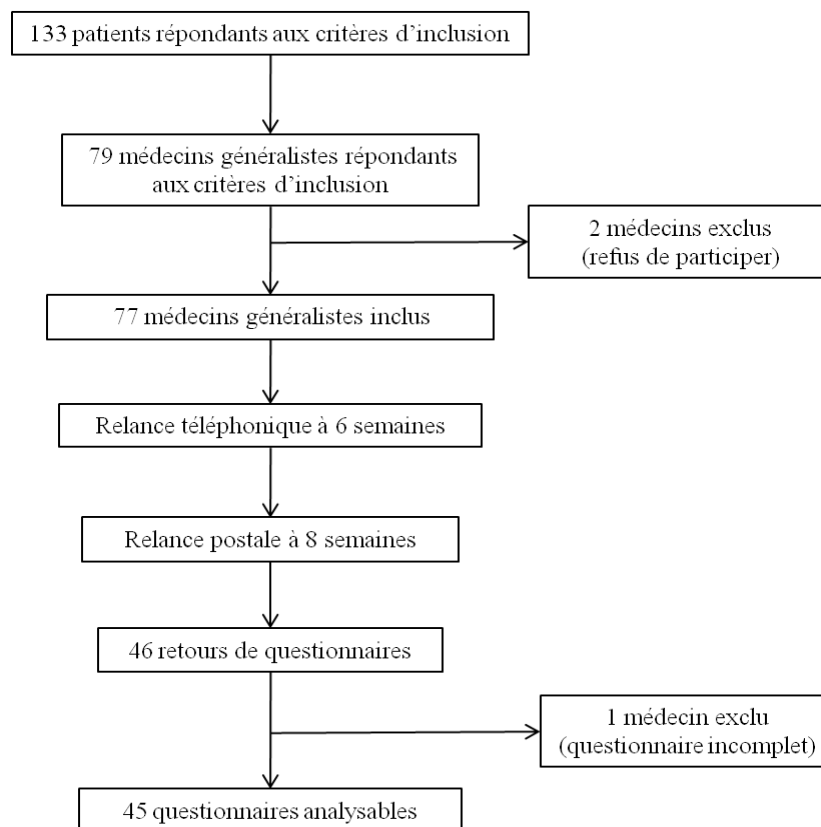 133 patients répondants aux critères d’inclusion
79 médecins généralistes répondants
aux critères d’inclusion
2 médecins exclus
(refus de participer)
77 médecins généralistes inclus
Relance téléphonique à 6 semaines
Relance postale à 8 semaines
46 retours de questionnaires
1 médecin exclu
(questionnaire incomplet)
45 questionnaires analysables